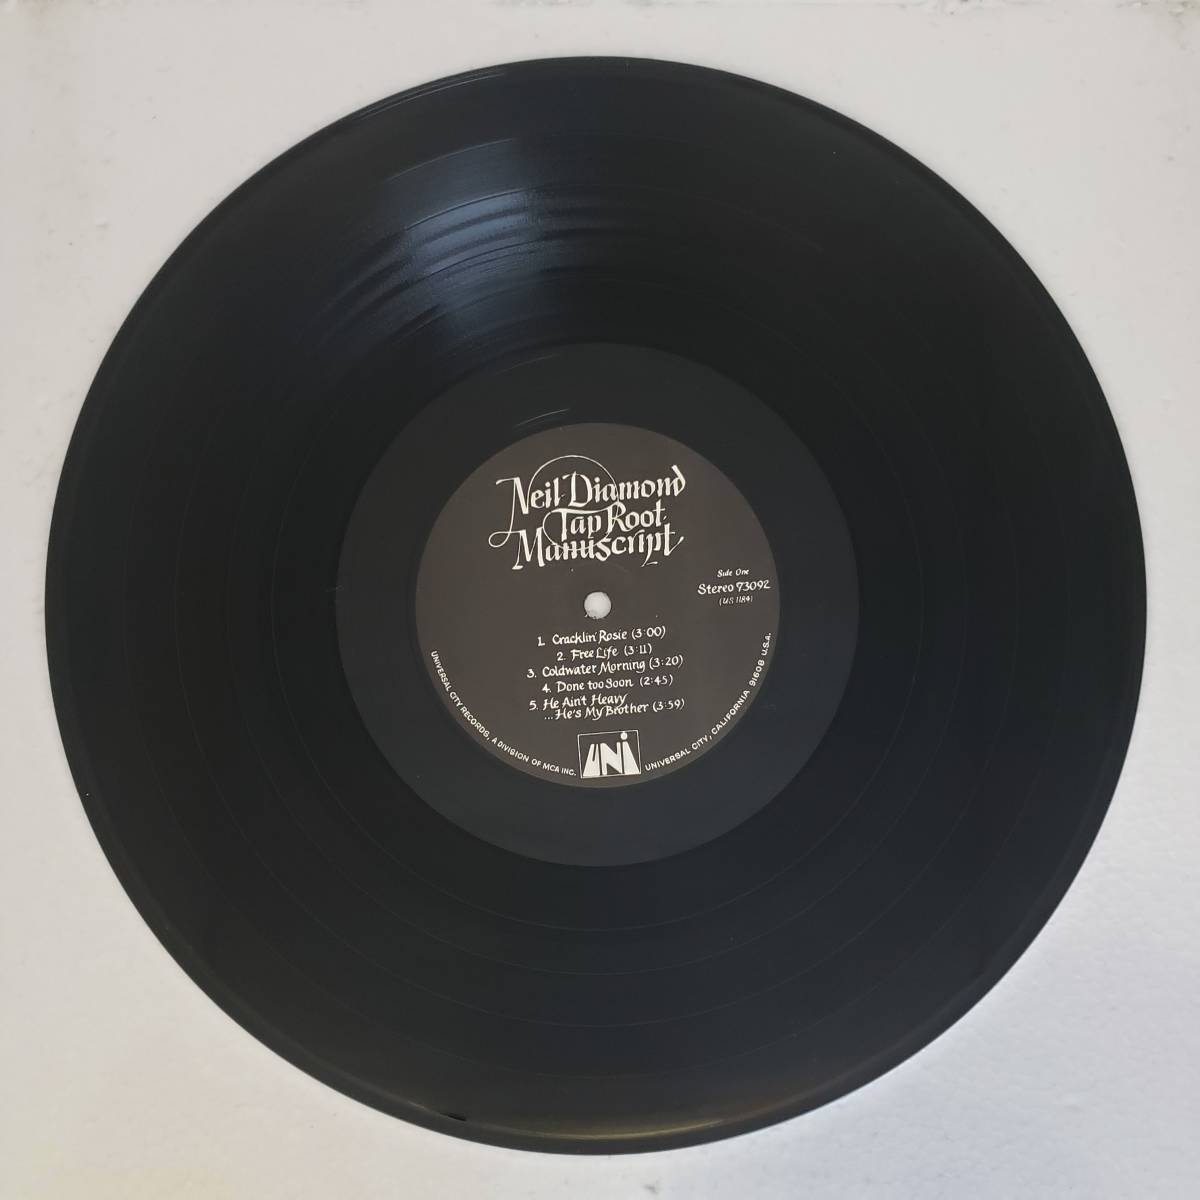 Neil Diamond
Tap Root
Manuscript
Side One
Stereo 73092
(US 1184)
1. Cracklin' Rosie (3:00)
2. Free Life (3:11)
3. Coldwater Morning (3:20)
4. Done too Soon (2:45)
5. He Ain't Heavy
...He's My Brother (3:59)
UNIVERSAL CITY RECORDS, A DIVISION OF MCA INC.
UNi
UNIVERSAL CITY, CALIFORNIA 91608 U.S.A.